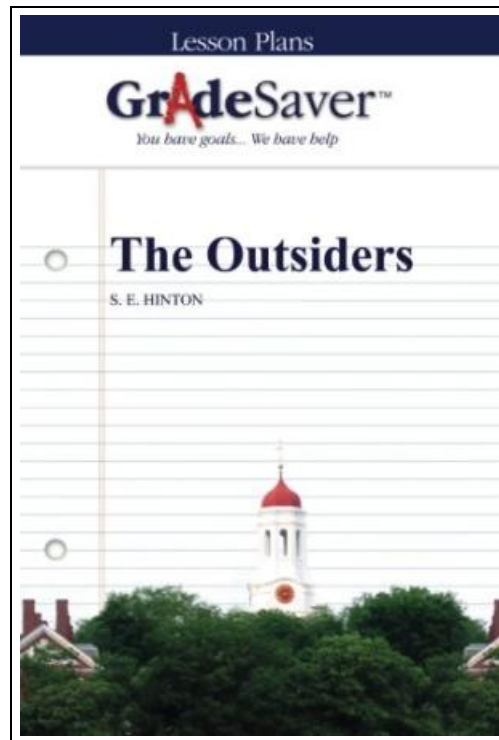 Lesson Plans
GrAdeSaver™
You have goals... We have help
The Outsiders
S. E. HINTON